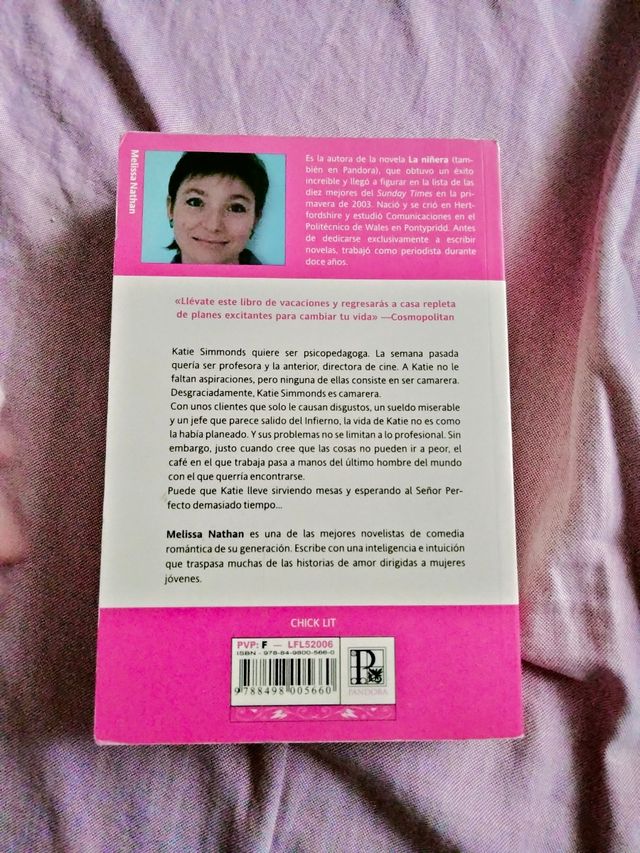 Melissa Nathan
Es la autora de la novela La niñera (tam-
bién en Pandora), que obtuvo un éxito
increíble y llegó a figurar en la lista de las
diez mejores del Sunday Times en la pri-
mavera de 2003. Nació y se crió en Hert-
fordshire y estudió Comunicaciones en el
Politécnico de Wales en Pontypridd. Antes
de dedicarse exclusivamente a escribir
novelas, trabajó como periodista durante
doce años.
«Llévate este libro de vacaciones y regresarás a casa repleta
de planes excitantes para cambiar tu vida» —Cosmopolitan
Katie Simmonds quiere ser psicopedagoga. La semana pasada
quería ser profesora y la anterior, directora de cine. A Katie no le
faltan aspiraciones, pero ninguna de ellas consiste en ser camarera.
Desgraciadamente, Katie Simmonds es camarera.
Con unos clientes que solo le causan disgustos, un sueldo miserable
y un jefe que parece salido del Infierno, la vida de Katie no es como
la había planeado. Y sus problemas no se limitan a lo profesional. Sin
embargo, justo cuando cree que las cosas no pueden ir a peor, el
café en el que trabaja pasa a manos del último hombre del mundo
con el que querría encontrarse.
Puede que Katie lleve sirviendo mesas y esperando al Señor Per-
fecto demasiado tiempo...
Melissa Nathan es una de las mejores novelistas de comedia
romántica de su generación. Escribe con una inteligencia e intuición
que traspasa muchas de las historias de amor dirigidas a mujeres
jóvenes.
CHICK LIT
PVP: F — LFL52006
ISBN - 978-84-9800-566-0
9788498005660
P
PANDORA